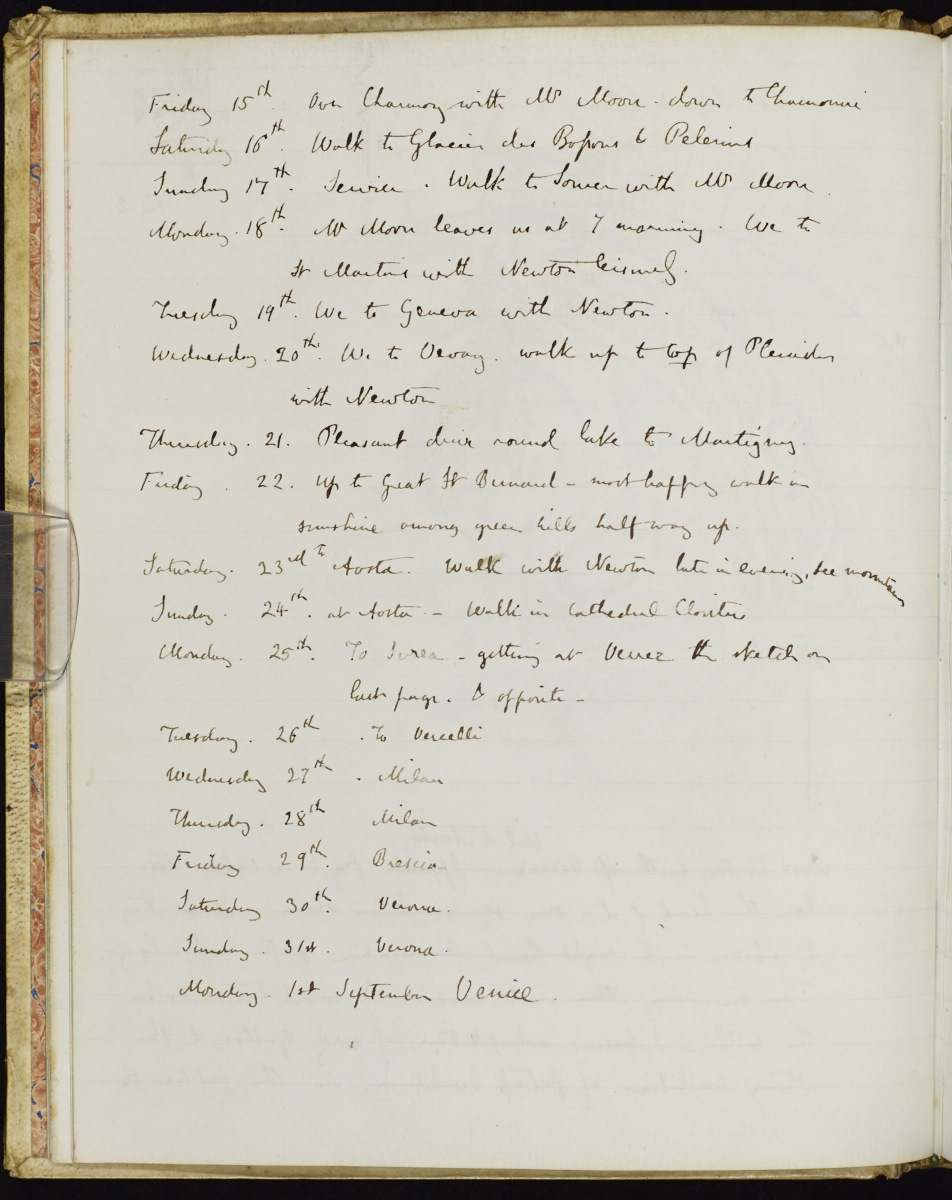 Friday 15th. Over Charmoz with Mr Moore - down to Chamouni
Saturday 16th. Walk to Glacier des Bossons & Pelerins
Sunday 17th. Service. Walk to with Mr Moore.
Monday. 18th. Mr Moore leaves us at 7 morning. We to
St Martins with Newton
Tuesday 19th. We to Geneva with Newton.
Wednesday. 20th. We to Vevay. walk up to top of Pleiades
with Newton
Thursday. 21. Pleasant drive round lake to Martigny.
Friday. 22. Up to Great St Bernard - most happy walk in
sunshine among green hills half way up.
Saturday. 23rd Aosta. Walk with Newton late in evening, see mountains
Sunday. 24th. at Aosta - Walk in Cathedral Cloisters
Monday. 25th. To Ivrea - getting at Verrez the sketch on
last page. & opposite -
Tuesday. 26th. To Vercelli
Wednesday 27th. Milan
Thursday. 28th Milan
Friday 29th. Brescia
Saturday 30th. Verona.
Sunday. 31st. Verona.
Monday. 1st September Venice.